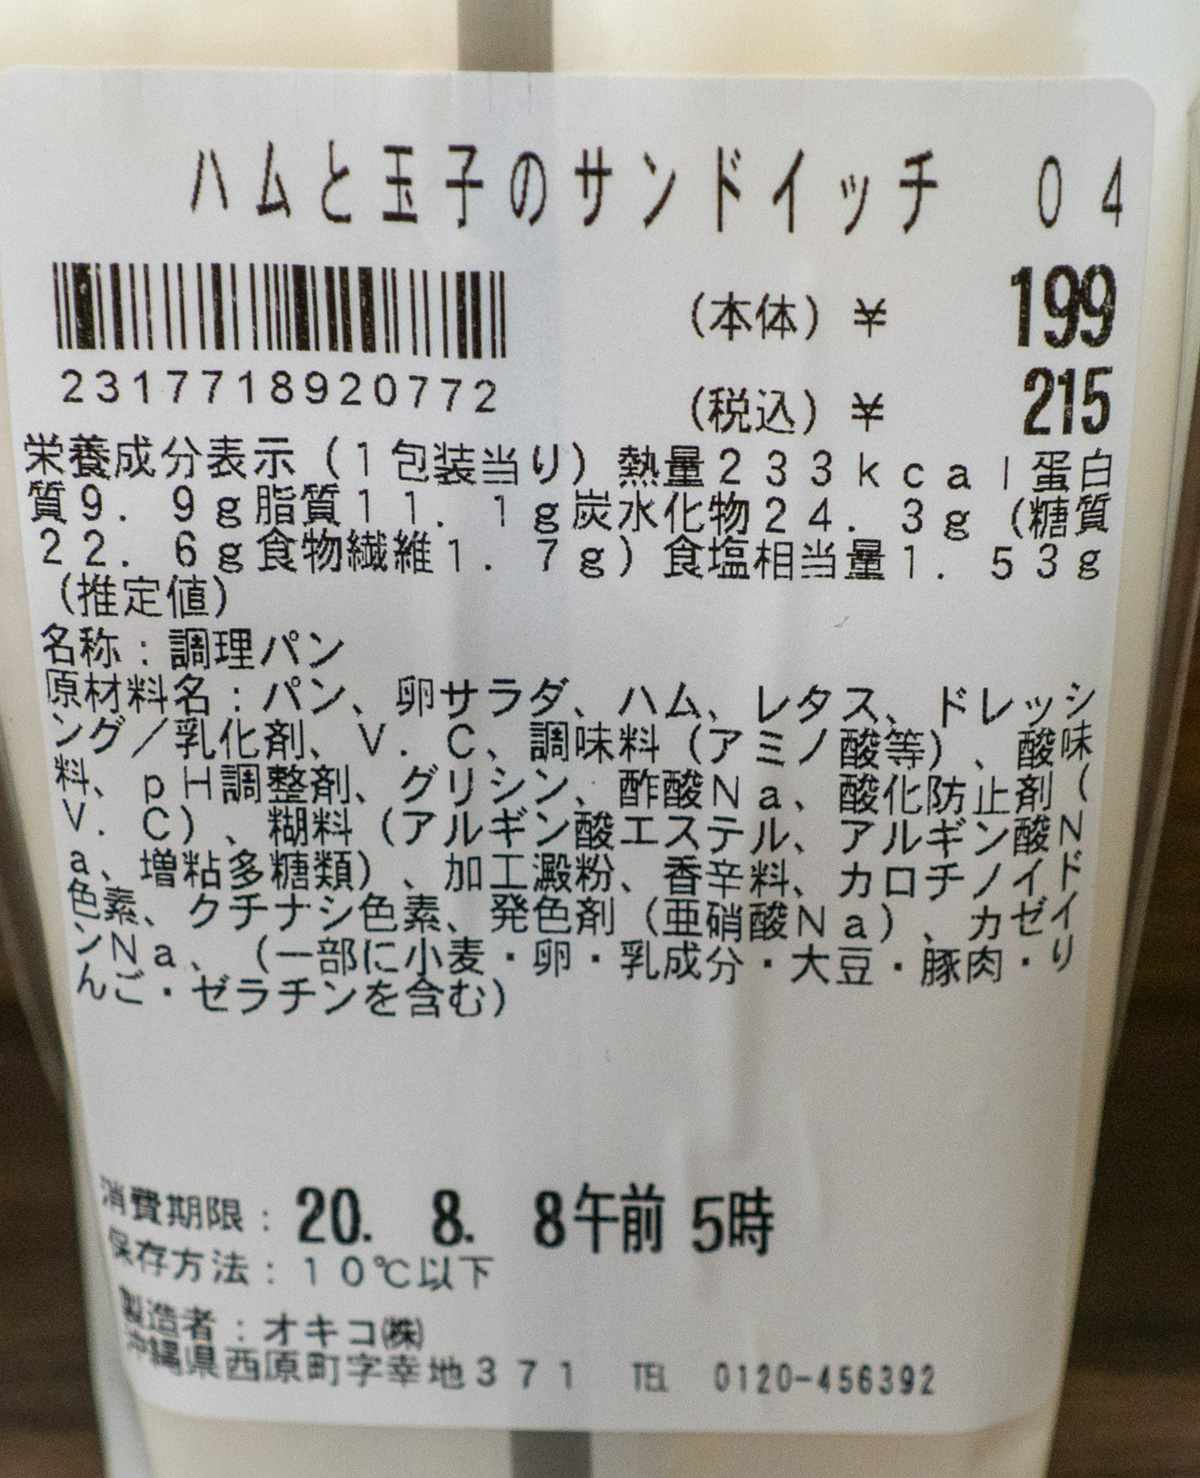 ハムと玉子のサンドイッチ　04
(本体) ¥ 199
2317718920772
(税込) ¥ 215
栄養成分表示（1包装当り）熱量233kcal蛋白
質9．9g脂質11．1g炭水化物24．3g（糖質
22．6g食物繊維1．7g）食塩相当量1．53g
（推定値）
名称：調理パン
原材料名：パン、卵サラダ、ハム、レタス、ドレッシ
ング／乳化剤、V．C、調味料（アミノ酸等）、酸味
料、pH調整剤、グリシン、酢酸Na、酸化防止剤（
V．C）、糊料（アルギン酸エステル、アルギン酸N
a、増粘多糖類）、加工澱粉、香辛料、カロチノイド
色素、クチナシ色素、発色剤（亜硝酸Na）、カゼイ
ンNa、（一部に小麦・卵・乳成分・大豆・豚肉・り
んご・ゼラチンを含む）
消費期限：20. 8. 8午前 5時
保存方法：10℃以下
製造者：オキコ㈱
沖縄県西原町字幸地371　TEL　0120-456392